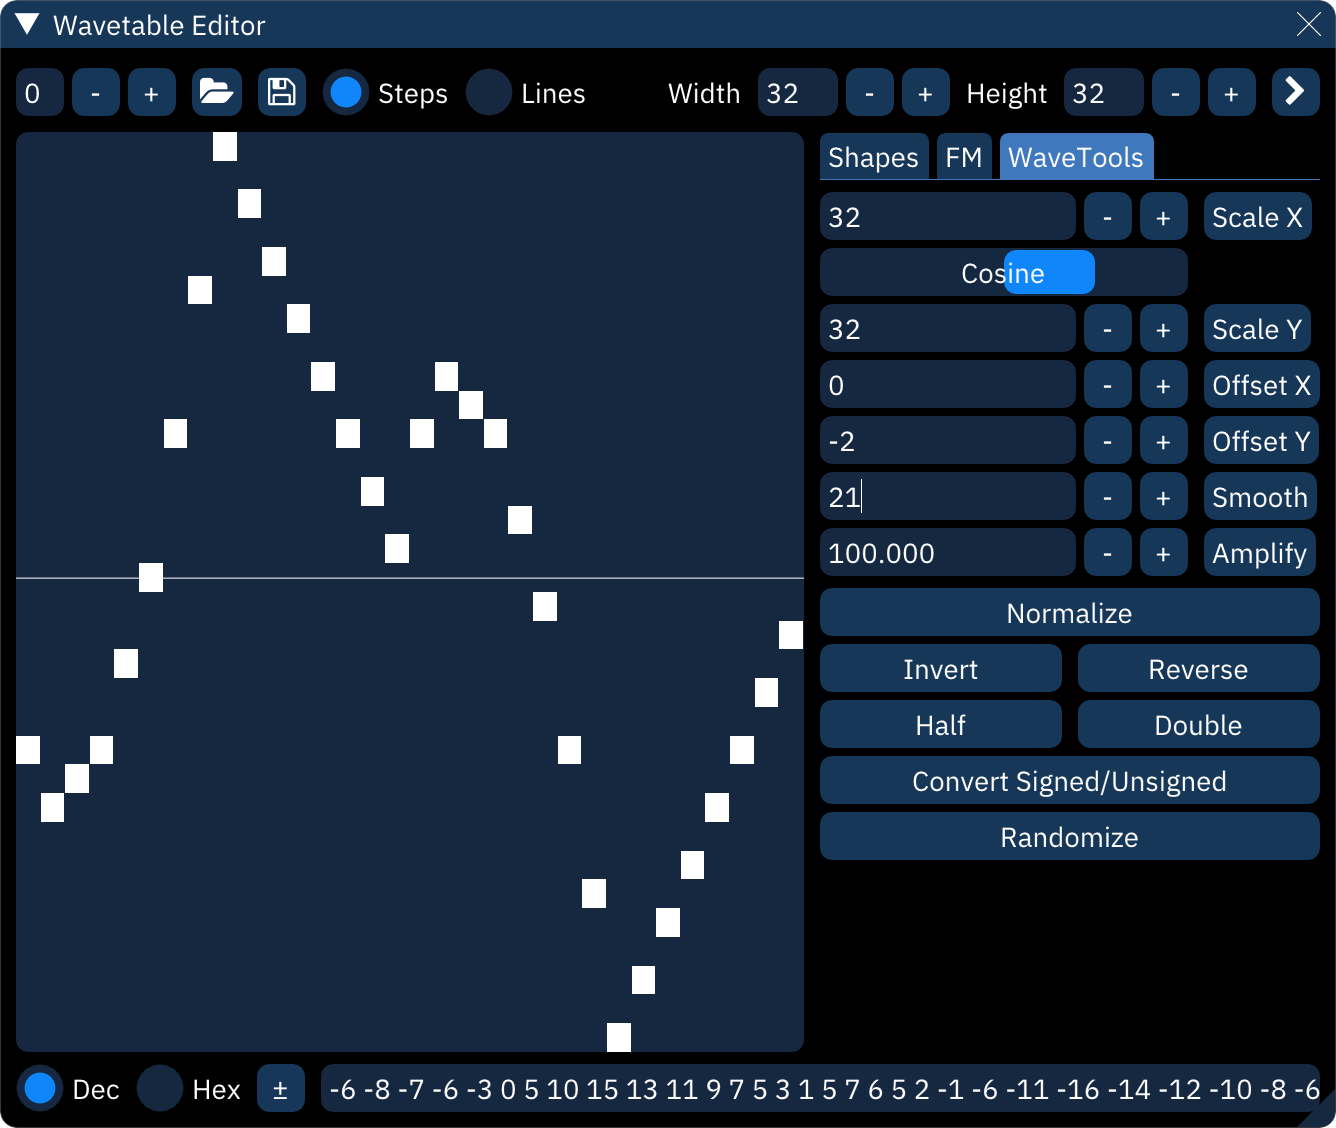 Wavetable Editor
0 - + Steps Lines Width 32 - + Height 32 - +
Shapes FM WaveTools
32 - + Scale X
Cosine
32 - + Scale Y
0 - + Offset X
-2 - + Offset Y
21 - + Smooth
100.000 - + Amplify
Normalize
Invert Reverse
Half Double
Convert Signed/Unsigned
Randomize
Dec Hex ± -6 -8 -7 -6 -3 0 5 10 15 13 11 9 7 5 3 1 5 7 6 5 2 -1 -6 -11 -16 -14 -12 -10 -8 -6